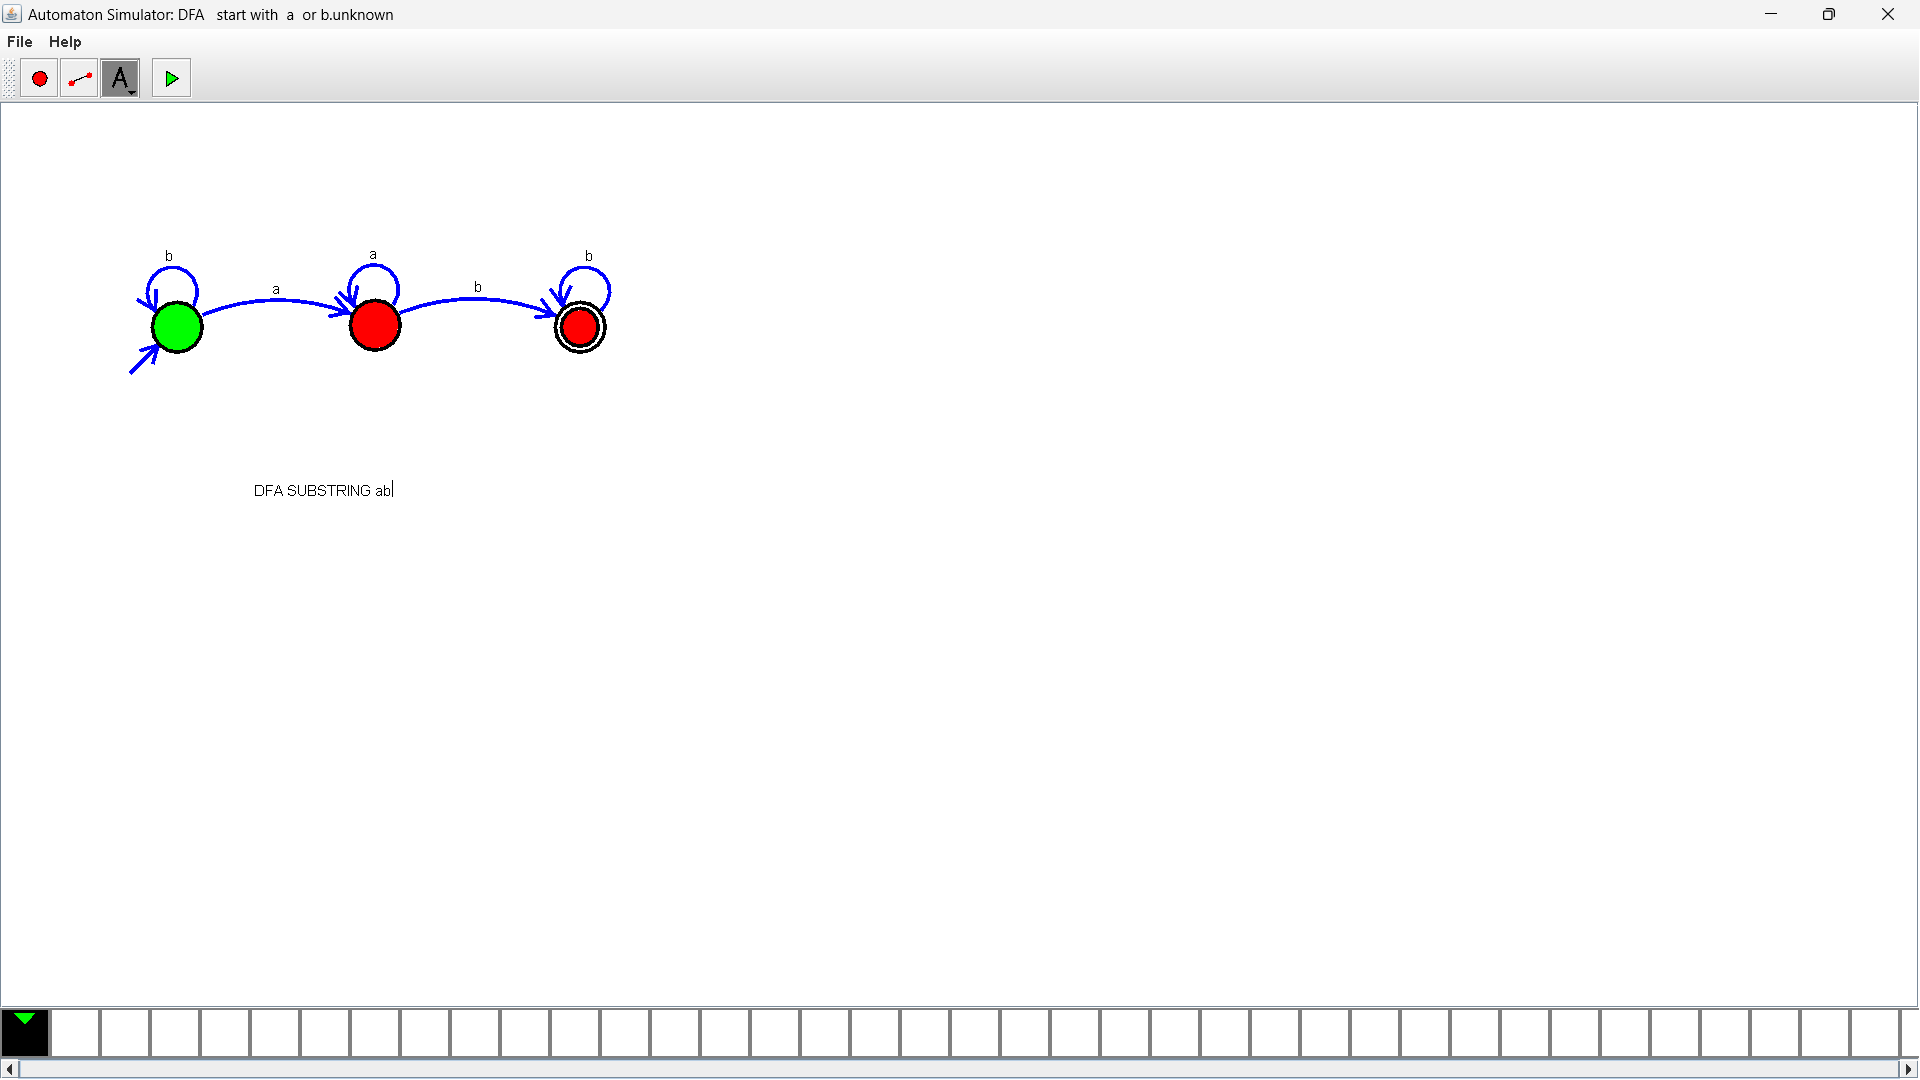 Automaton Simulator: DFA   start with  a  or b.unknown
File Help
A
b a b
a b
DFA SUBSTRING ab